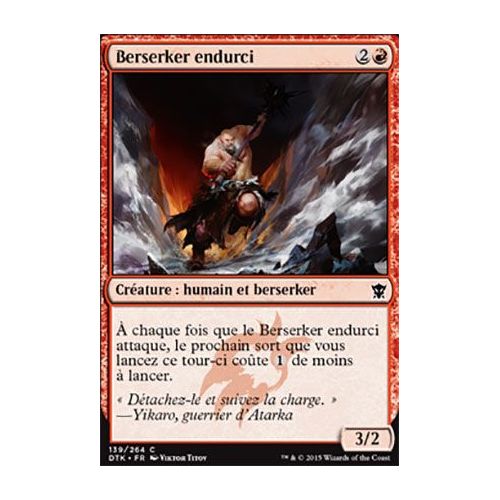 Berserker endurci 2
Créature : humain et berserker
À chaque fois que le Berserker endurci
attaque, le prochain sort que vous
lancez ce tour-ci coûte 1 de moins
à lancer.
« Détachez-le et suivez la charge. »
—Yikaro, guerrier d'Atarka
3/2
139/264 C
DTK • FR Viktor Titov
™ & © 2015 Wizards of the Coast